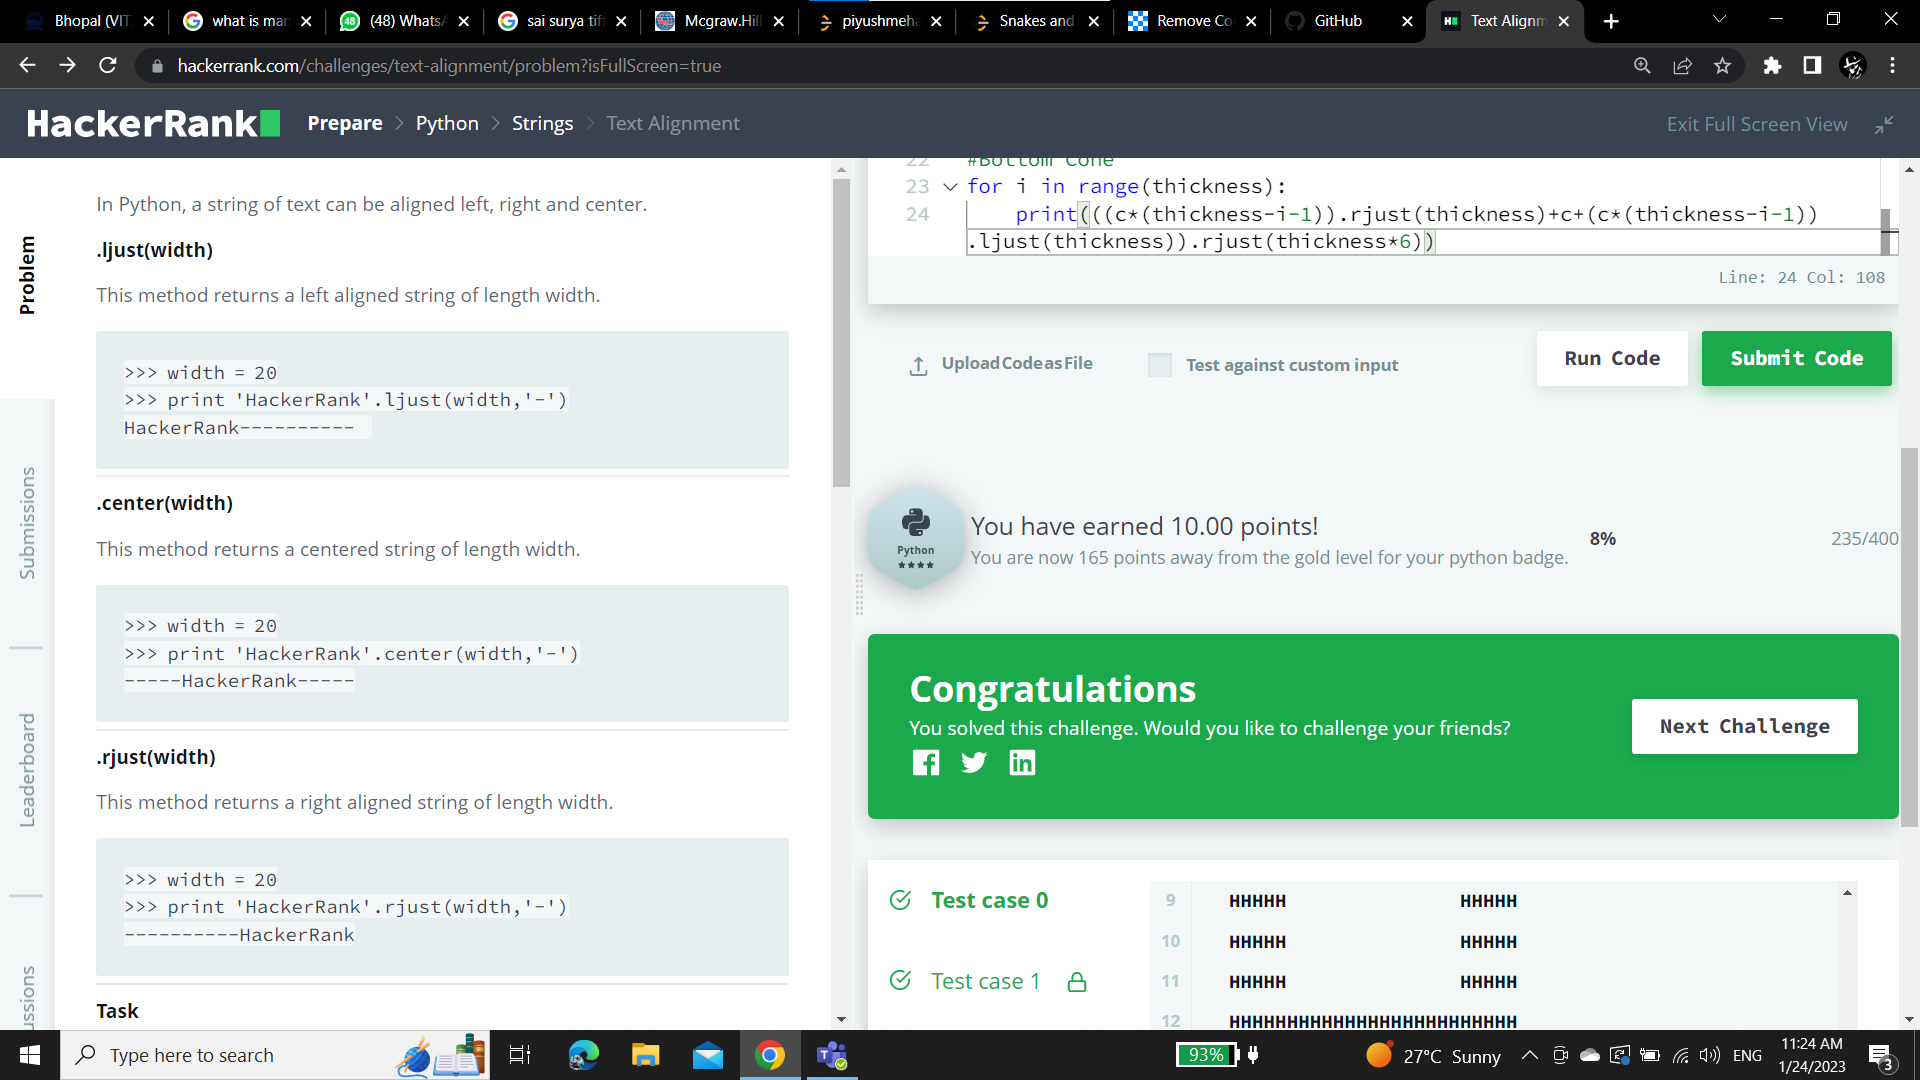 Bhopal (VIT
what is man
(48) WhatsA
sai surya tiff
Mcgraw.Hill
piyushmeha
Snakes and
Remove Co
GitHub
Text Alignm
hackerrank.com/challenges/text-alignment/problem?isFullScreen=true
HackerRank
Prepare > Python > Strings > Text Alignment
Exit Full Screen View
Problem
Submissions
Leaderboard
ussions
In Python, a string of text can be aligned left, right and center.
.ljust(width)
This method returns a left aligned string of length width.
>>> width = 20
>>> print 'HackerRank'.ljust(width,'-')
HackerRank----------
.center(width)
This method returns a centered string of length width.
>>> width = 20
>>> print 'HackerRank'.center(width,'-')
-----HackerRank-----
.rjust(width)
This method returns a right aligned string of length width.
>>> width = 20
>>> print 'HackerRank'.rjust(width,'-')
----------HackerRank
Task
22 #Bottom Cone
23 for i in range(thickness):
24 print(((c*(thickness-i-1)).rjust(thickness)+c+(c*(thickness-i-1))
.ljust(thickness)).rjust(thickness*6))
Line: 24 Col: 108
Upload Code as File
Test against custom input
Run Code
Submit Code
Python
You have earned 10.00 points!
You are now 165 points away from the gold level for your python badge.
8%
235/400
Congratulations
You solved this challenge. Would you like to challenge your friends?
Next Challenge
Test case 0
Test case 1
9 HHHHH HHHHH
10 HHHHH HHHHH
11 HHHHH HHHHH
12 HHHHHHHHHHHHHHHHHHHHHHHHH
Type here to search
93%
27°C Sunny
ENG
11:24 AM
1/24/2023
3